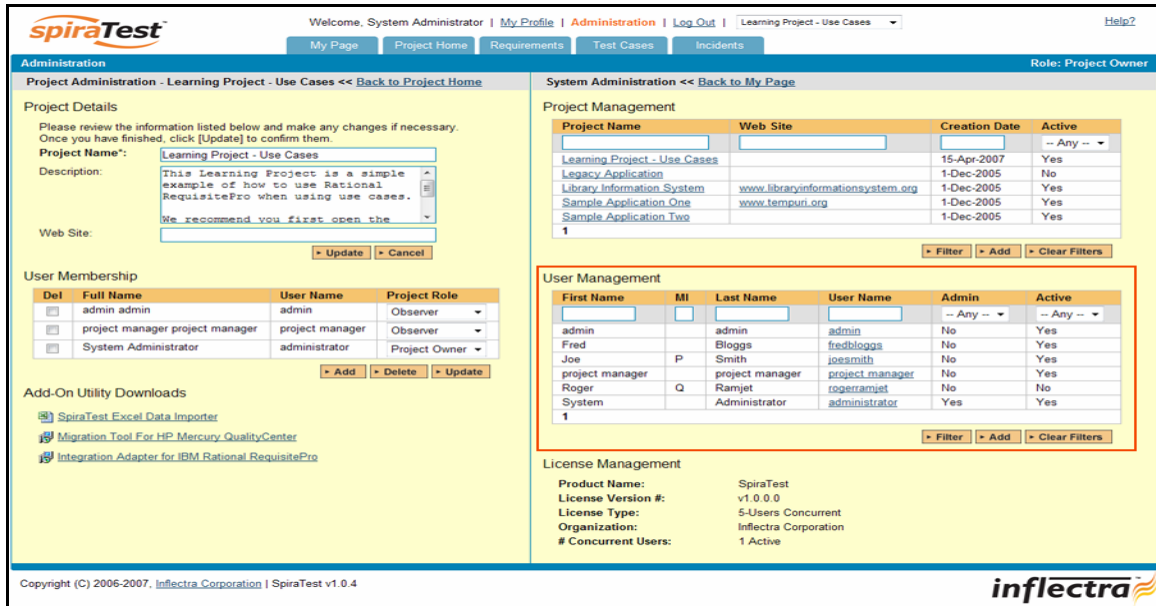 spiraTest
Welcome, System Administrator | My Profile | Administration | Log Out | Learning Project - Use Cases
Help?
My Page Project Home Requirements Test Cases Incidents
Administration
Role: Project Owner
Project Administration - Learning Project - Use Cases << Back to Project Home
Project Details
Please review the information listed below and make any changes if necessary.
Once you have finished, click [Update] to confirm them.
Project Name*: Learning Project - Use Cases
Description: This Learning Project is a simple
example of how to use Rational
RequisitePro when using use cases.
We recommend you first open the
Web Site:
Update Cancel
User Membership
Del Full Name User Name Project Role
admin admin admin Observer
project manager project manager project manager Observer
System Administrator administrator Project Owner
Add Delete Update
Add-On Utility Downloads
SpiraTest Excel Data Importer
Migration Tool For HP Mercury QualityCenter
Integration Adapter for IBM Rational RequisitePro
System Administration << Back to My Page
Project Management
Project Name Web Site Creation Date Active
-- Any --
Learning Project - Use Cases 15-Apr-2007 Yes
Legacy Application 1-Dec-2005 No
Library Information System www.libraryinformationsystem.org 1-Dec-2005 Yes
Sample Application One www.tempuri.org 1-Dec-2005 Yes
Sample Application Two 1-Dec-2005 Yes
1
Filter Add Clear Filters
User Management
First Name MI Last Name User Name Admin Active
-- Any -- -- Any --
admin admin admin No Yes
Fred Bloggs fredbloggs No Yes
Joe P Smith joesmith No Yes
project manager project manager project manager No Yes
Roger Q Ramjet rogerramjet No No
System Administrator administrator Yes Yes
1
Filter Add Clear Filters
License Management
Product Name: SpiraTest
License Version #: v1.0.0.0
License Type: 5-Users Concurrent
Organization: Inflectra Corporation
# Concurrent Users: 1 Active
Copyright (C) 2006-2007, Inflectra Corporation | SpiraTest v1.0.4
inflectra